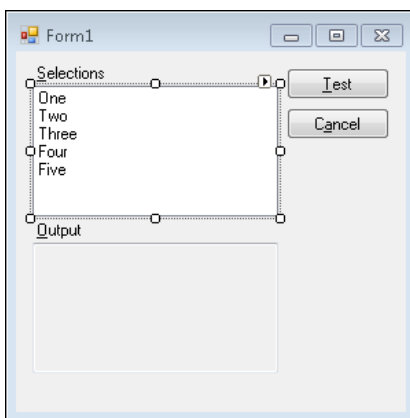 Form1
Selections
One
Two
Three
Four
Five
Test
Cancel
Output